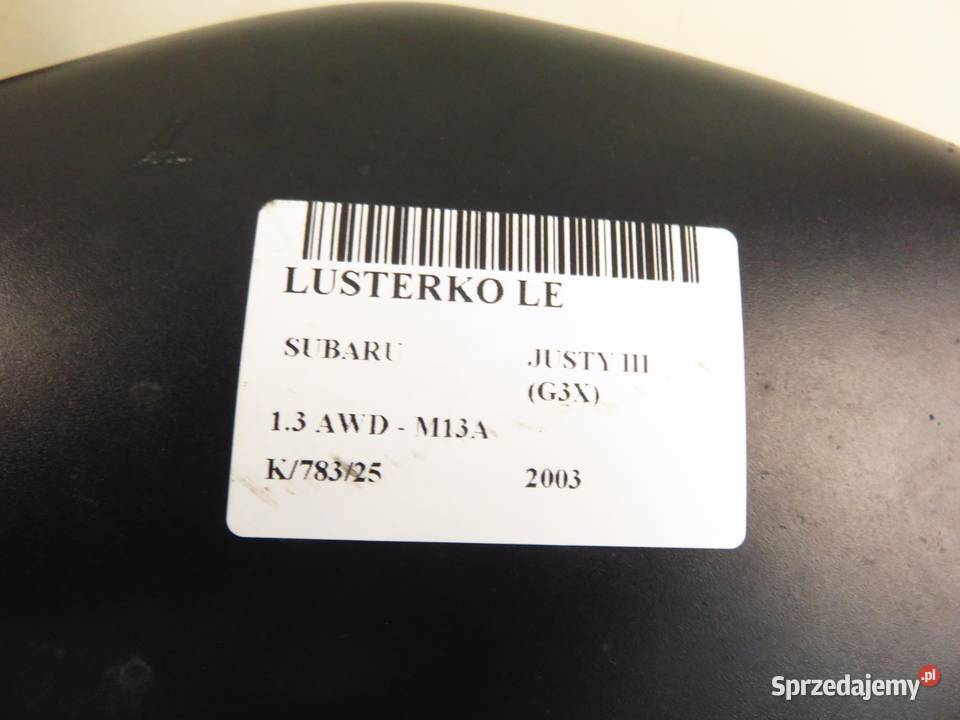 LUSTERKO LE
SUBARU JUSTY III
(G3X)
1.3 AWD - M13A
K/783/25 2003
Sprzedajemy.pl